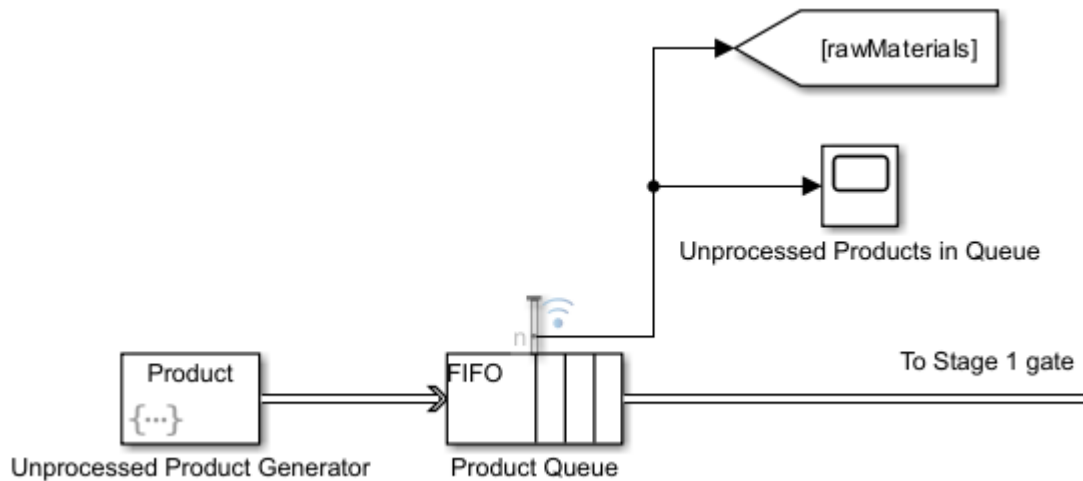 [rawMaterials]
Unprocessed Products in Queue
n
FIFO
To Stage 1 gate
Product
{...}
Unprocessed Product Generator
Product Queue